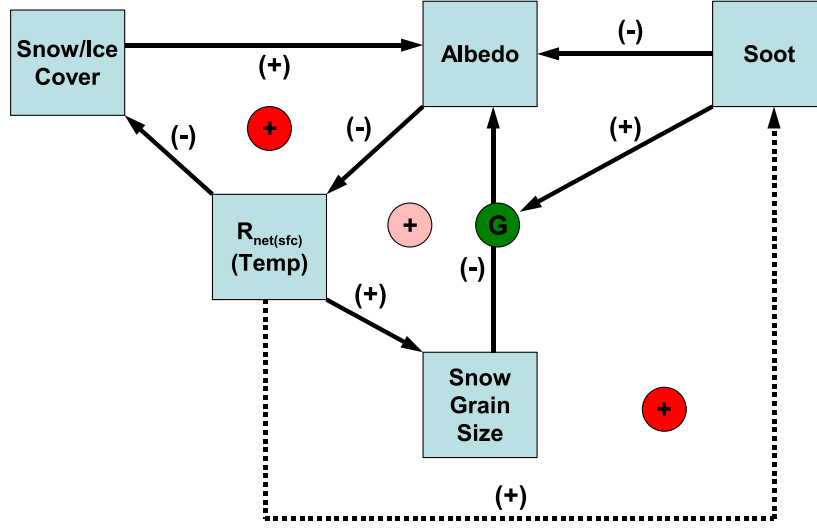 Snow/Ice
Cover
(+)
Albedo
(-)
Soot
(-)
+
(-)
(+)
R net(sfc)
(Temp)
+
G
(-)
(+)
Snow
Grain
Size
+
(+)